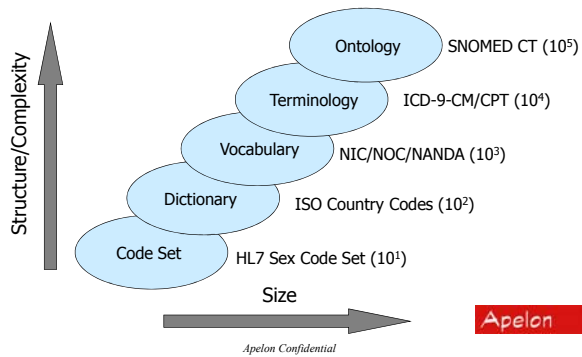 Ontology SNOMED CT (10⁵)
Terminology ICD-9-CM/CPT (10⁴)
Vocabulary NIC/NOC/NANDA (10³)
Dictionary ISO Country Codes (10²)
Code Set HL7 Sex Code Set (10¹)
Structure/Complexity
Size
Apelon
Apelon Confidential